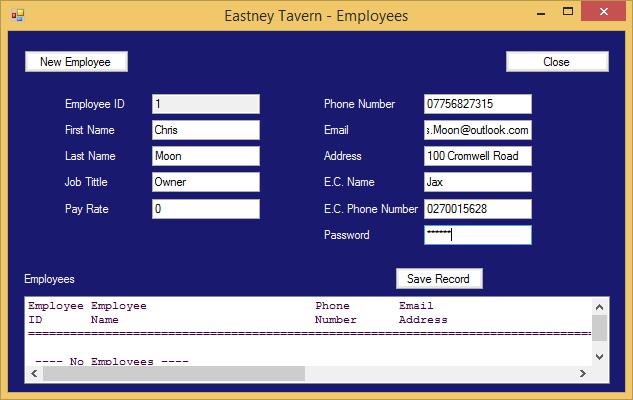 Eastney Tavern - Employees
New Employee
Close
Employee ID 1
Phone Number 07756827315
First Name Chris
Email s.Moon@outlook.com
Last Name Moon
Address 100 Cromwell Road
Job Tittle Owner
E.C. Name Jax
Pay Rate 0
E.C. Phone Number 0270015628
Password ******
Employees
Save Record
Employee Employee Phone Email
ID Name Number Address
================================================================================
---- No Employees ----